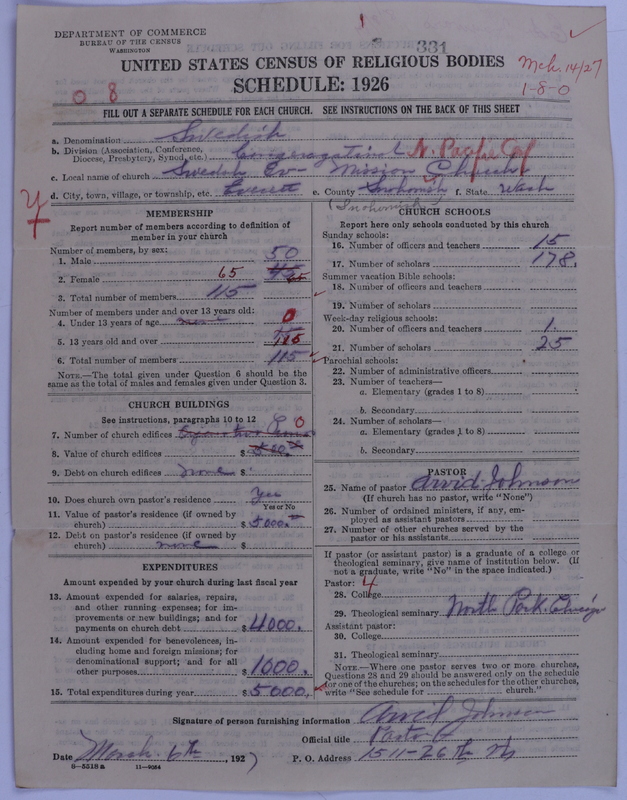 1
331
DEPARTMENT OF COMMERCE
BUREAU OF THE CENSUS
WASHINGTON
UNITED STATES CENSUS OF RELIGIOUS BODIES
SCHEDULE: 1926
Mch. 14/27
1-8-0
0 8
FILL OUT A SEPARATE SCHEDULE FOR EACH CHURCH. SEE INSTRUCTIONS ON THE BACK OF THIS SHEET
a. Denomination Swedish
b. Division (Association, Conference, Diocese, Presbytery, Synod, etc.) Congregational N. Pacific Conf
c. Local name of church Swedish Ev- Mission Church
d. City, town, village, or township, etc. Everett e. County Snohomish f. State Wash
(Snohomish)
MEMBERSHIP
Report number of members according to definition of member in your church
Number of members, by sex:
1. Male 50
2. Female 65 65
3. Total number of members 115
Number of members under and over 13 years old:
4. Under 13 years of age none 0
5. 13 years old and over 115
6. Total number of members 115
NOTE.—The total given under Question 6 should be the same as the total of males and females given under Question 3.
CHURCH BUILDINGS
See instructions, paragraphs 10 to 12
7. Number of church edifices 0
8. Value of church edifices $
9. Debt on church edifices none $
10. Does church own pastor's residence Yes
Yes or No
11. Value of pastor's residence (if owned by church) $5000.
12. Debt on pastor's residence (if owned by church) none $
EXPENDITURES
Amount expended by your church during last fiscal year
13. Amount expended for salaries, repairs, and other running expenses; for improvements or new buildings; and for payments on church debt $4000.
14. Amount expended for benevolences, including home and foreign missions; for denominational support; and for all other purposes $1000.
15. Total expenditures during year $5000.
CHURCH SCHOOLS
Report here only schools conducted by this church
Sunday schools:
16. Number of officers and teachers 15
17. Number of scholars 178.
Summer vacation Bible schools:
18. Number of officers and teachers
19. Number of scholars
Week-day religious schools:
20. Number of officers and teachers 1.
21. Number of scholars 25
Parochial schools:
22. Number of administrative officers
23. Number of teachers—
a. Elementary (grades 1 to 8)
b. Secondary
24. Number of scholars—
a. Elementary (grades 1 to 8)
b. Secondary
PASTOR
25. Name of pastor Arvid Johnson
(If church has no pastor, write "None")
26. Number of ordained ministers, if any, employed as assistant pastors
27. Number of other churches served by the pastor or his assistants
If pastor (or assistant pastor) is a graduate of a college or theological seminary, give name of institution below. (If not a graduate, write "No" in the space indicated.)
Pastor: 4
28. College
29. Theological seminary North Park. Chicago
Assistant pastor:
30. College
31. Theological seminary
NOTE.—Where one pastor serves two or more churches, Questions 28 and 29 should be answered only on the schedule for one of the churches; on the schedules for the other churches, write "See schedule for church."
Signature of person furnishing information Arvid Johnson
Official title Pastor
Date March 6th, 1927 P. O. Address 1511-26th St
8-5318a 11-9084